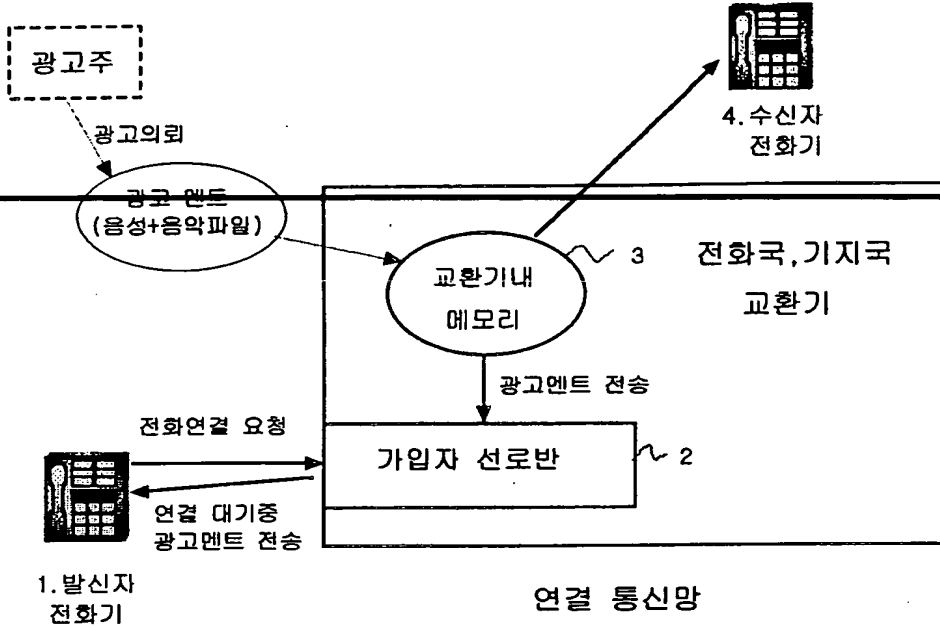 광고주
4.수신자
전화기
광고의뢰
광고 멘트
(음성+음악파일)
3
전화국,기지국
교환기
교환기내
메모리
광고멘트 전송
전화연결 요청
가입자 선로반
2
연결 대기중
광고멘트 전송
1.발신자
전화기
연결 통신망